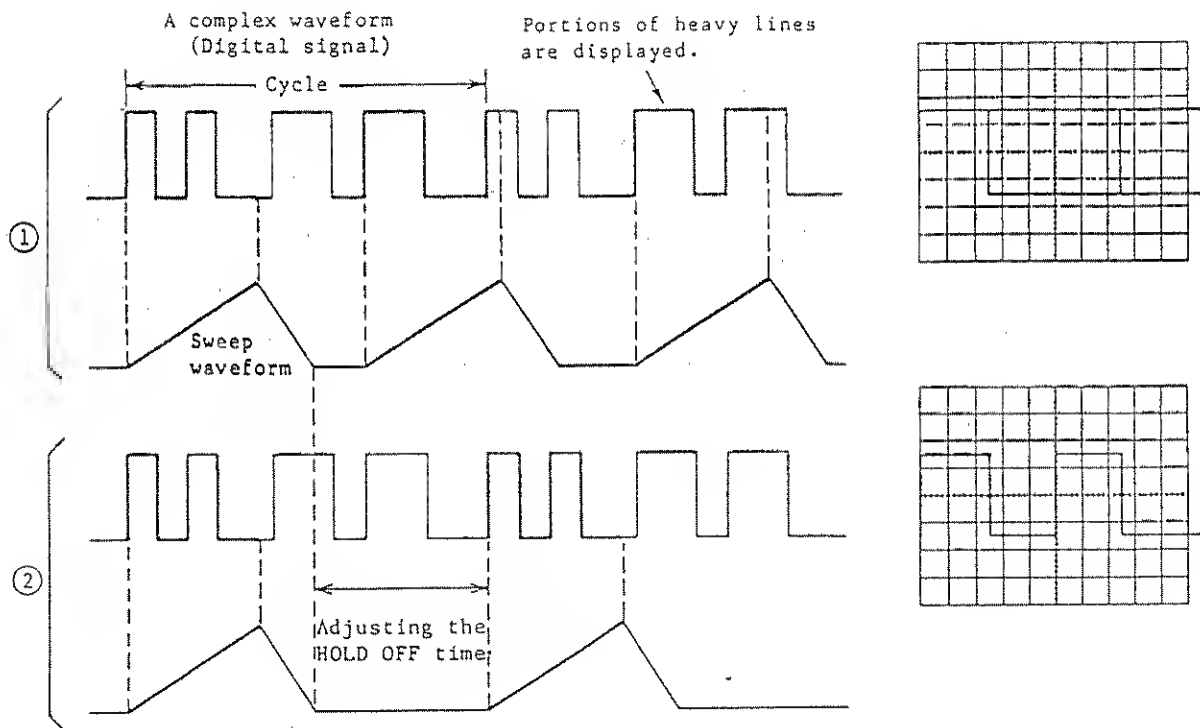 A complex waveform
(Digital signal)
Portions of heavy lines
are displayed.
Cycle
①
Sweep
waveform
②
Adjusting the
HOLD OFF time